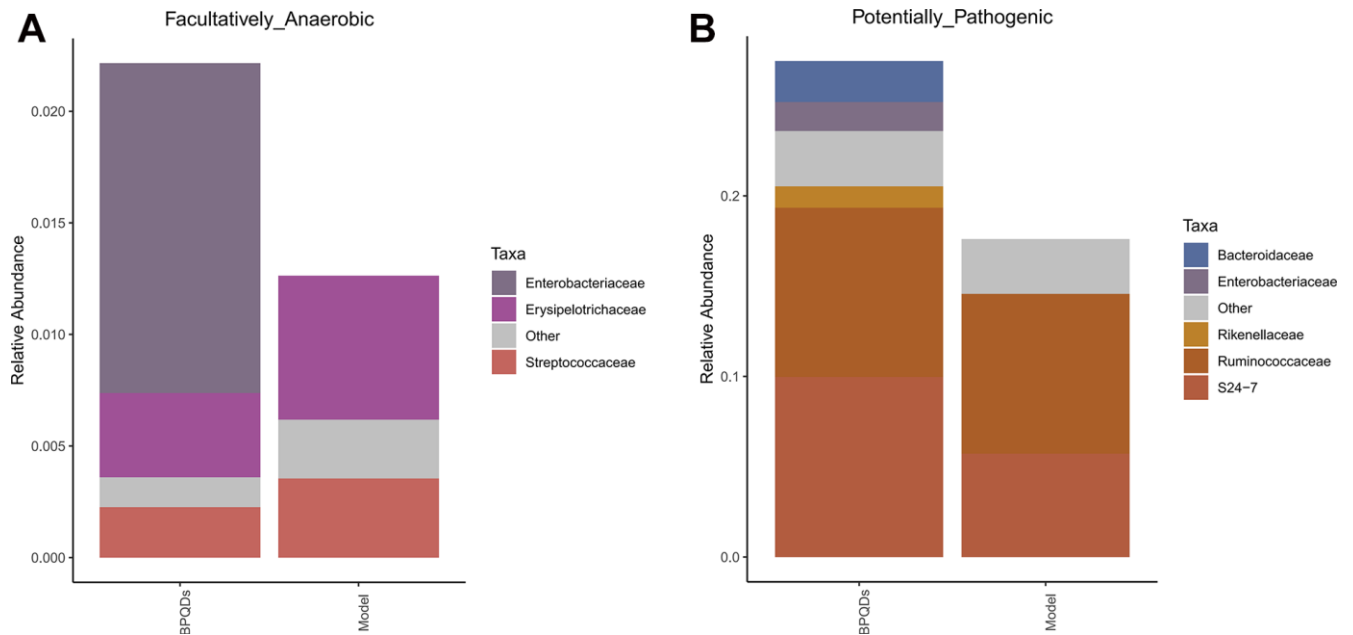 A
Facultatively_Anaerobic
Relative Abundance
0.020
0.015
0.010
0.005
0.000
BPQDs
Model
Taxa
Enterobacteriaceae
Erysipelotrichaceae
Other
Streptococcaceae
B
Potentially_Pathogenic
Relative Abundance
0.2
0.1
0.0
BPQDs
Model
Taxa
Bacteroidaceae
Enterobacteriaceae
Other
Rikenellaceae
Ruminococcaceae
S24−7